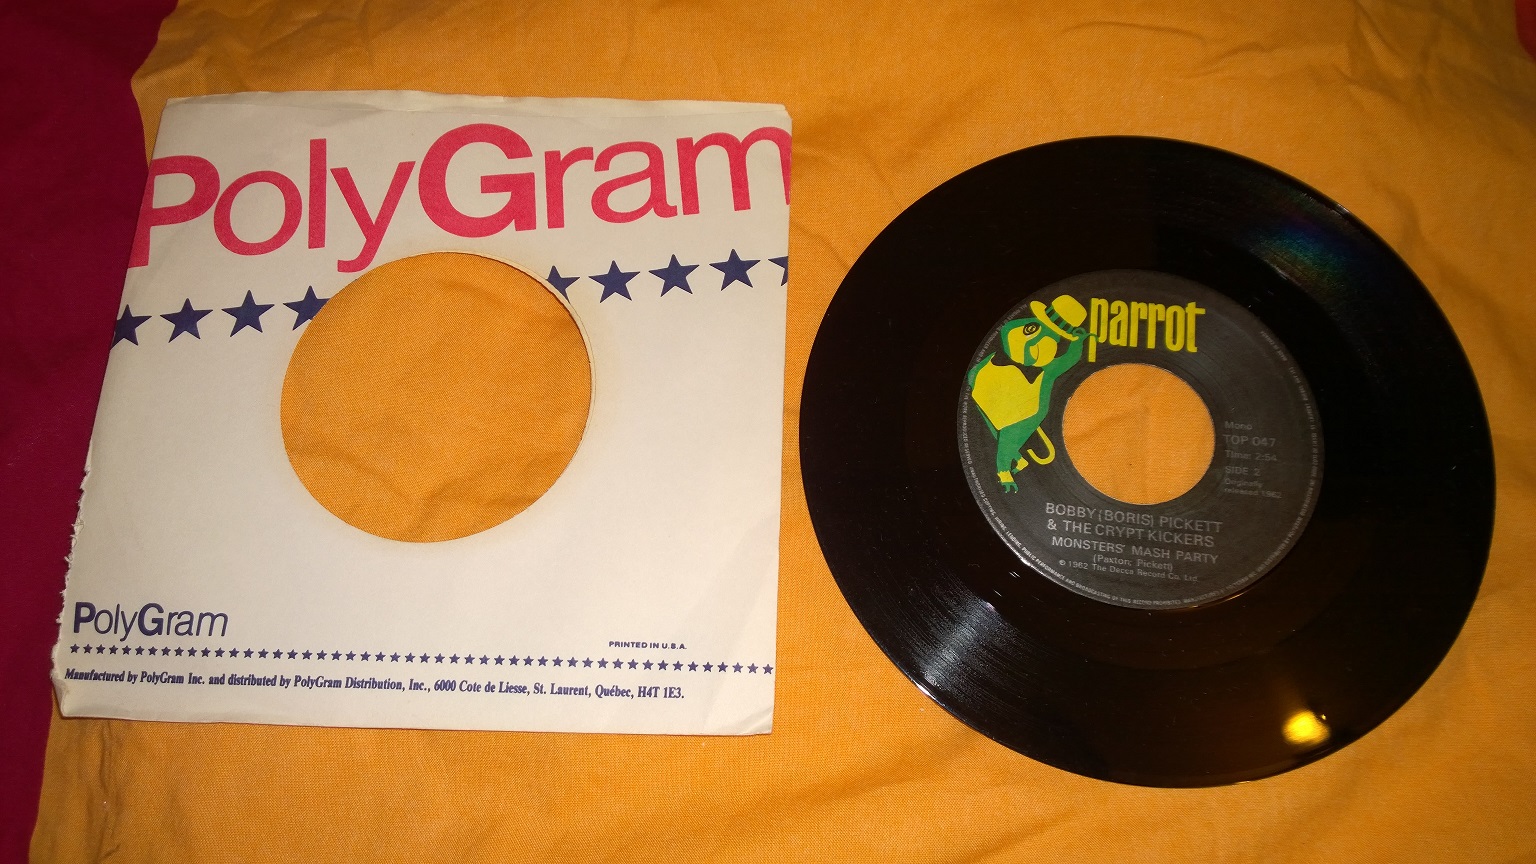 PolyGram
PolyGram
PRINTED IN U.S.A.
Manufactured by PolyGram Inc. and distributed by PolyGram Distribution, Inc., 6000 Cote de Liesse, St. Laurent, Québec, H4T 1E3.
parrot
Mono
TOP 047
Time: 2:54
SIDE 2
Originally
released 1962
BOBBY (BORIS) PICKETT
& THE CRYPT KICKERS
MONSTERS' MASH PARTY
(Paxton; Pickett)
© 1962 The Decca Record Co. Ltd.